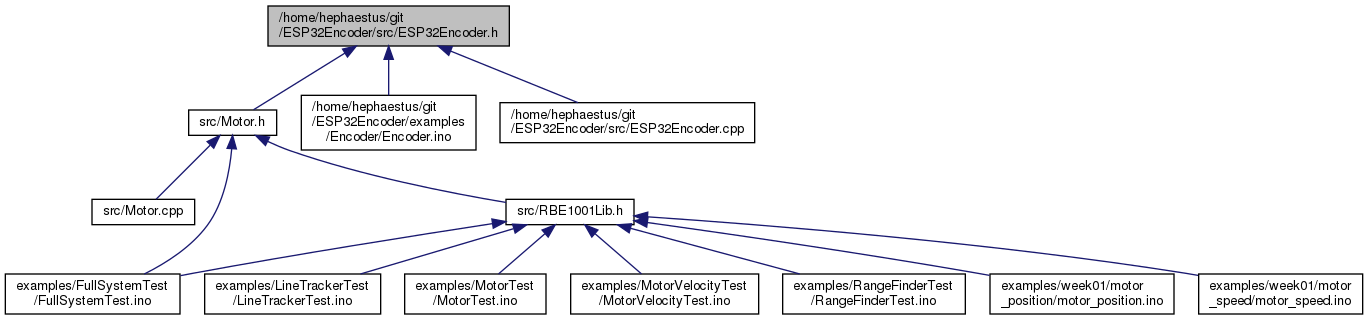 /home/hephaestus/git
/ESP32Encoder/src/ESP32Encoder.h
src/Motor.h
/home/hephaestus/git
/ESP32Encoder/examples
/Encoder/Encoder.ino
/home/hephaestus/git
/ESP32Encoder/src/ESP32Encoder.cpp
src/Motor.cpp
src/RBE1001Lib.h
examples/FullSystemTest
/FullSystemTest.ino
examples/LineTrackerTest
/LineTrackerTest.ino
examples/MotorTest
/MotorTest.ino
examples/MotorVelocityTest
/MotorVelocityTest.ino
examples/RangeFinderTest
/RangeFinderTest.ino
examples/week01/motor
_position/motor_position.ino
examples/week01/motor
_speed/motor_speed.ino